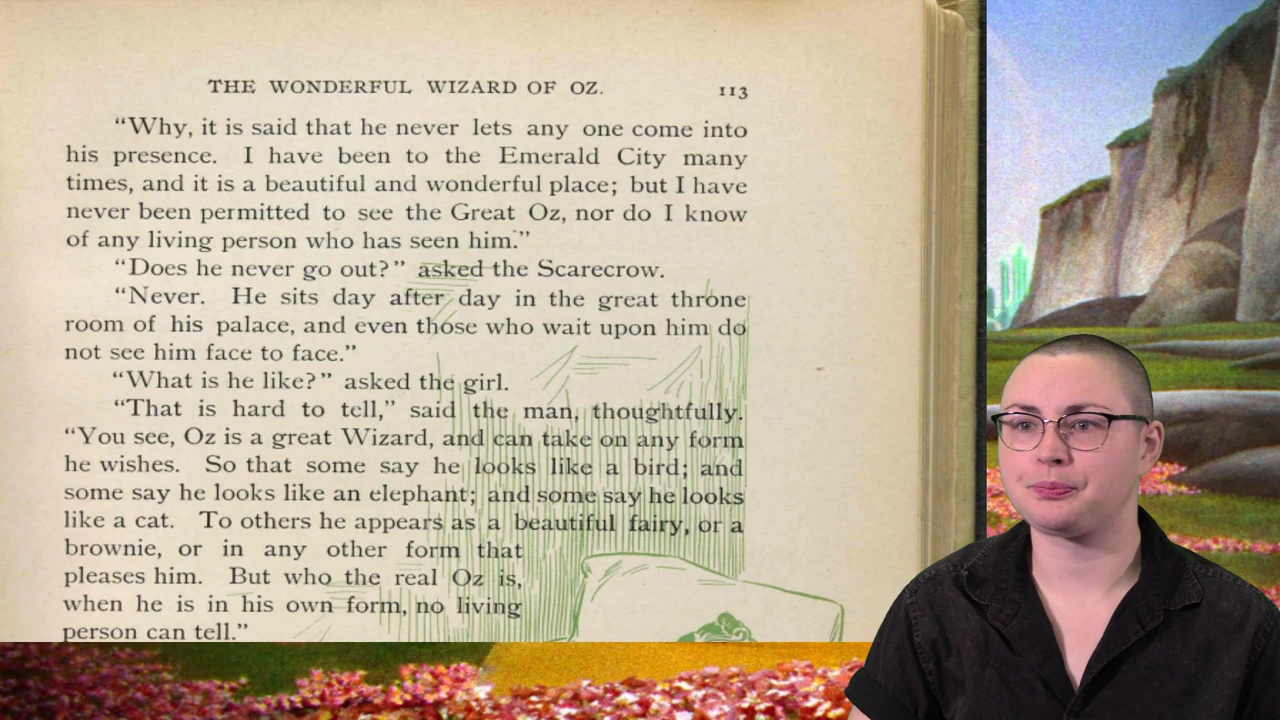 THE WONDERFUL WIZARD OF OZ. 113
“Why, it is said that he never lets any one come into
his presence. I have been to the Emerald City many
times, and it is a beautiful and wonderful place; but I have
never been permitted to see the Great Oz, nor do I know
of any living person who has seen him.”
“Does he never go out?” asked the Scarecrow.
“Never. He sits day after day in the great throne
room of his palace, and even those who wait upon him do
not see him face to face.”
“What is he like?” asked the girl.
“That is hard to tell,” said the man, thoughtfully.
“You see, Oz is a great Wizard, and can take on any form
he wishes. So that some say he looks like a bird; and
some say he looks like an elephant; and some say he looks
like a cat. To others he appears as a beautiful fairy, or a
brownie, or in any other form that
pleases him. But who the real Oz is,
when he is in his own form, no living
person can tell.”